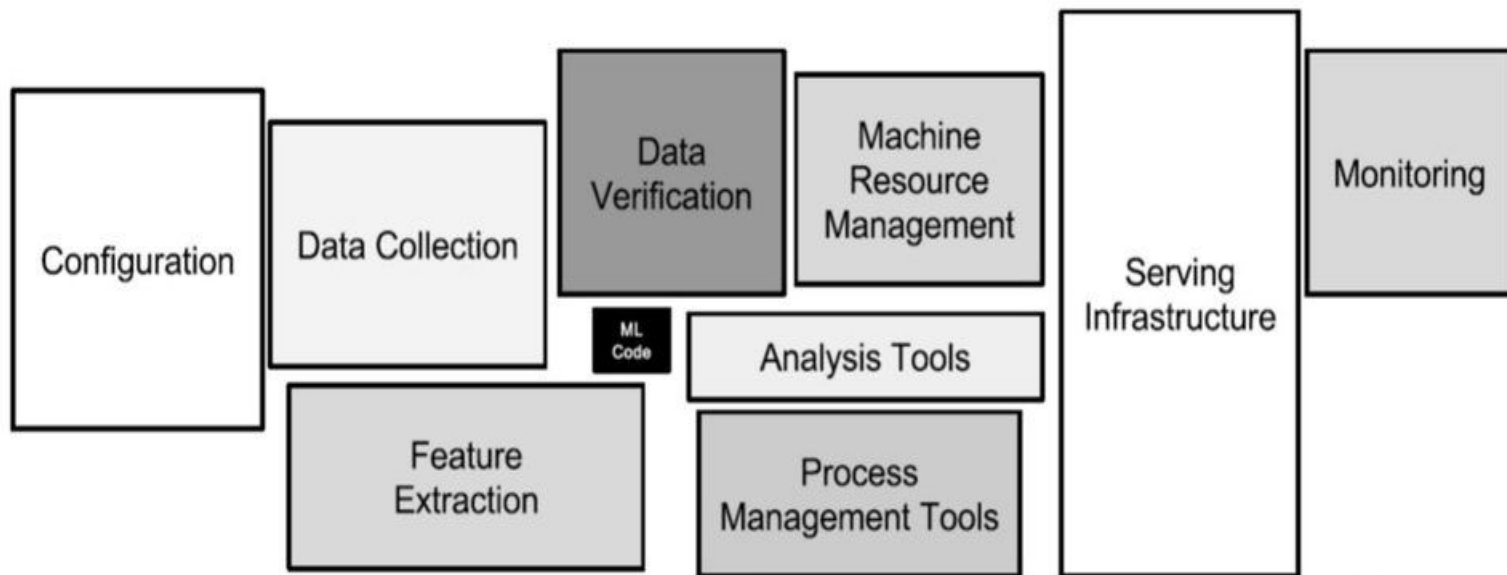 Configuration
Data Collection
Data
Verification
Machine
Resource
Management
Serving
Infrastructure
Monitoring
ML
Code
Analysis Tools
Feature
Extraction
Process
Management Tools